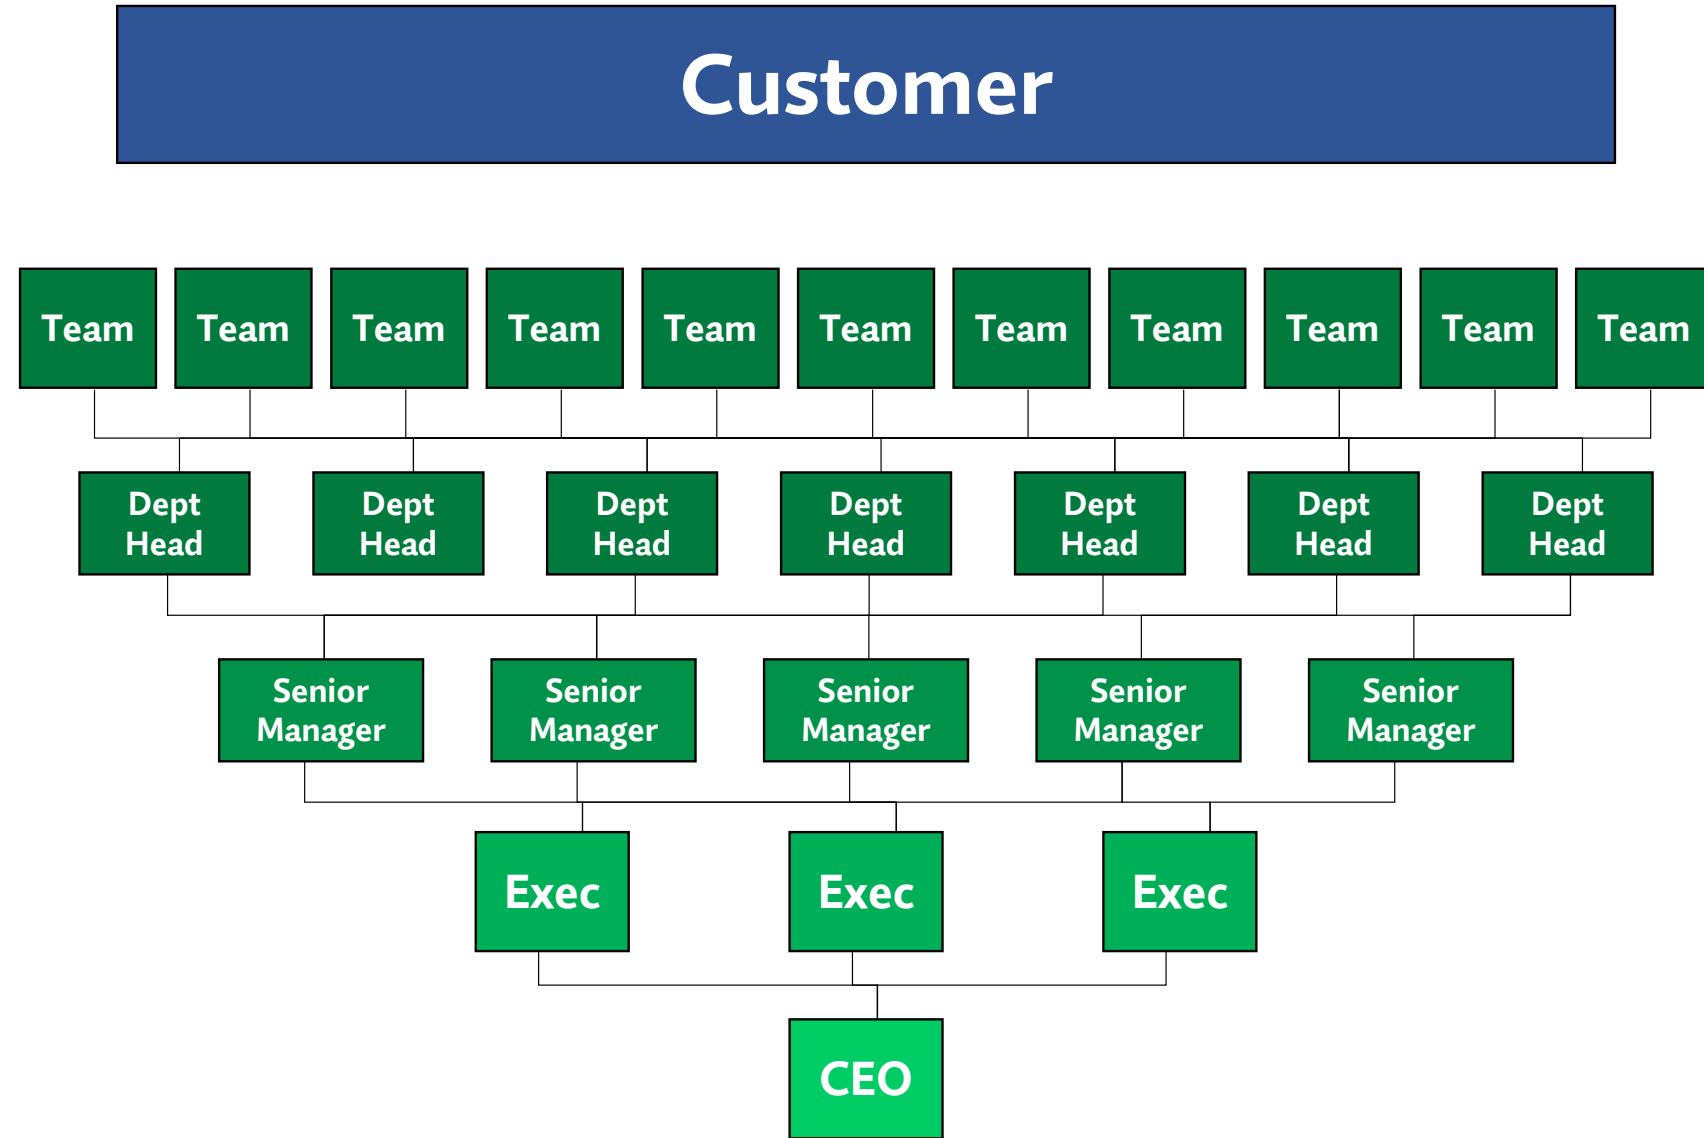 Customer
Team Team Team Team Team Team Team Team Team Team Team
Dept Dept Dept Dept Dept Dept Dept
Head Head Head Head Head Head Head
Senior Senior Senior Senior Senior
Manager Manager Manager Manager Manager
Exec Exec Exec
CEO